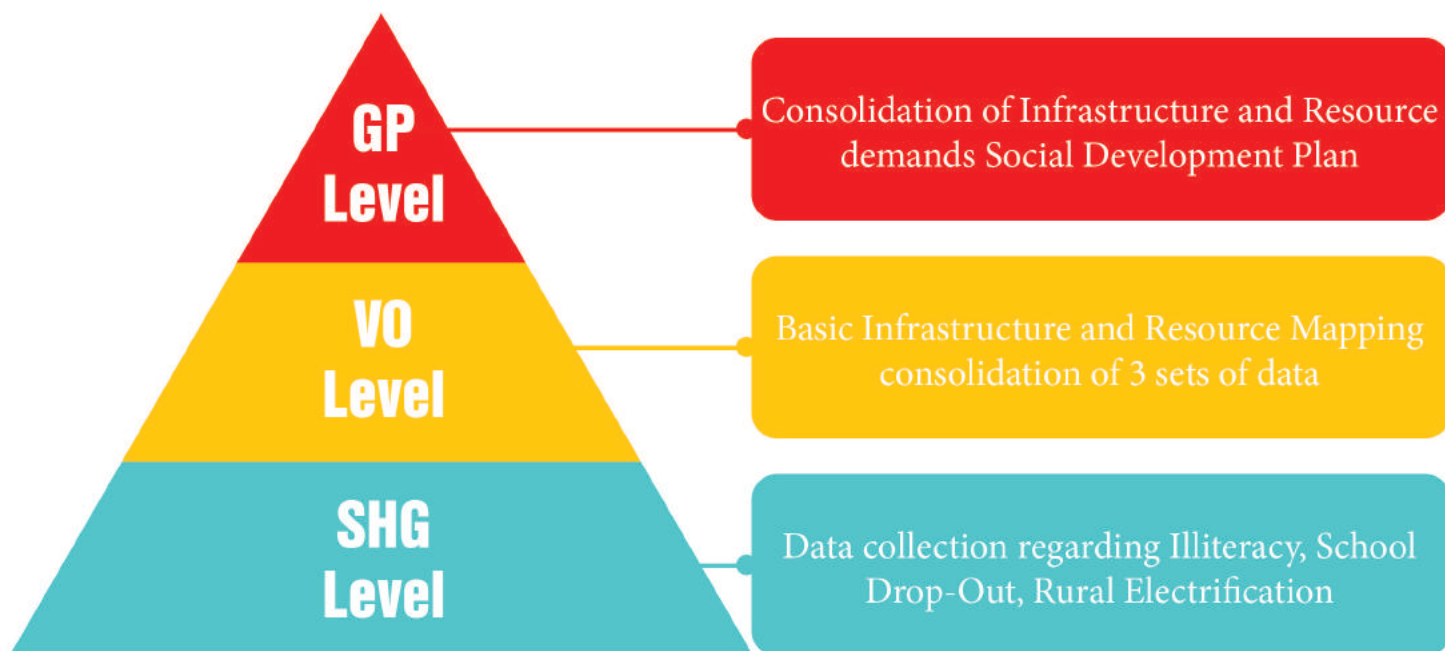 GP
Level
Consolidation of Infrastructure and Resource
demands Social Development Plan
VO
Level
Basic Infrastructure and Resource Mapping
consolidation of 3 sets of data
SHG
Level
Data collection regarding Illiteracy, School
Drop-Out, Rural Electrification